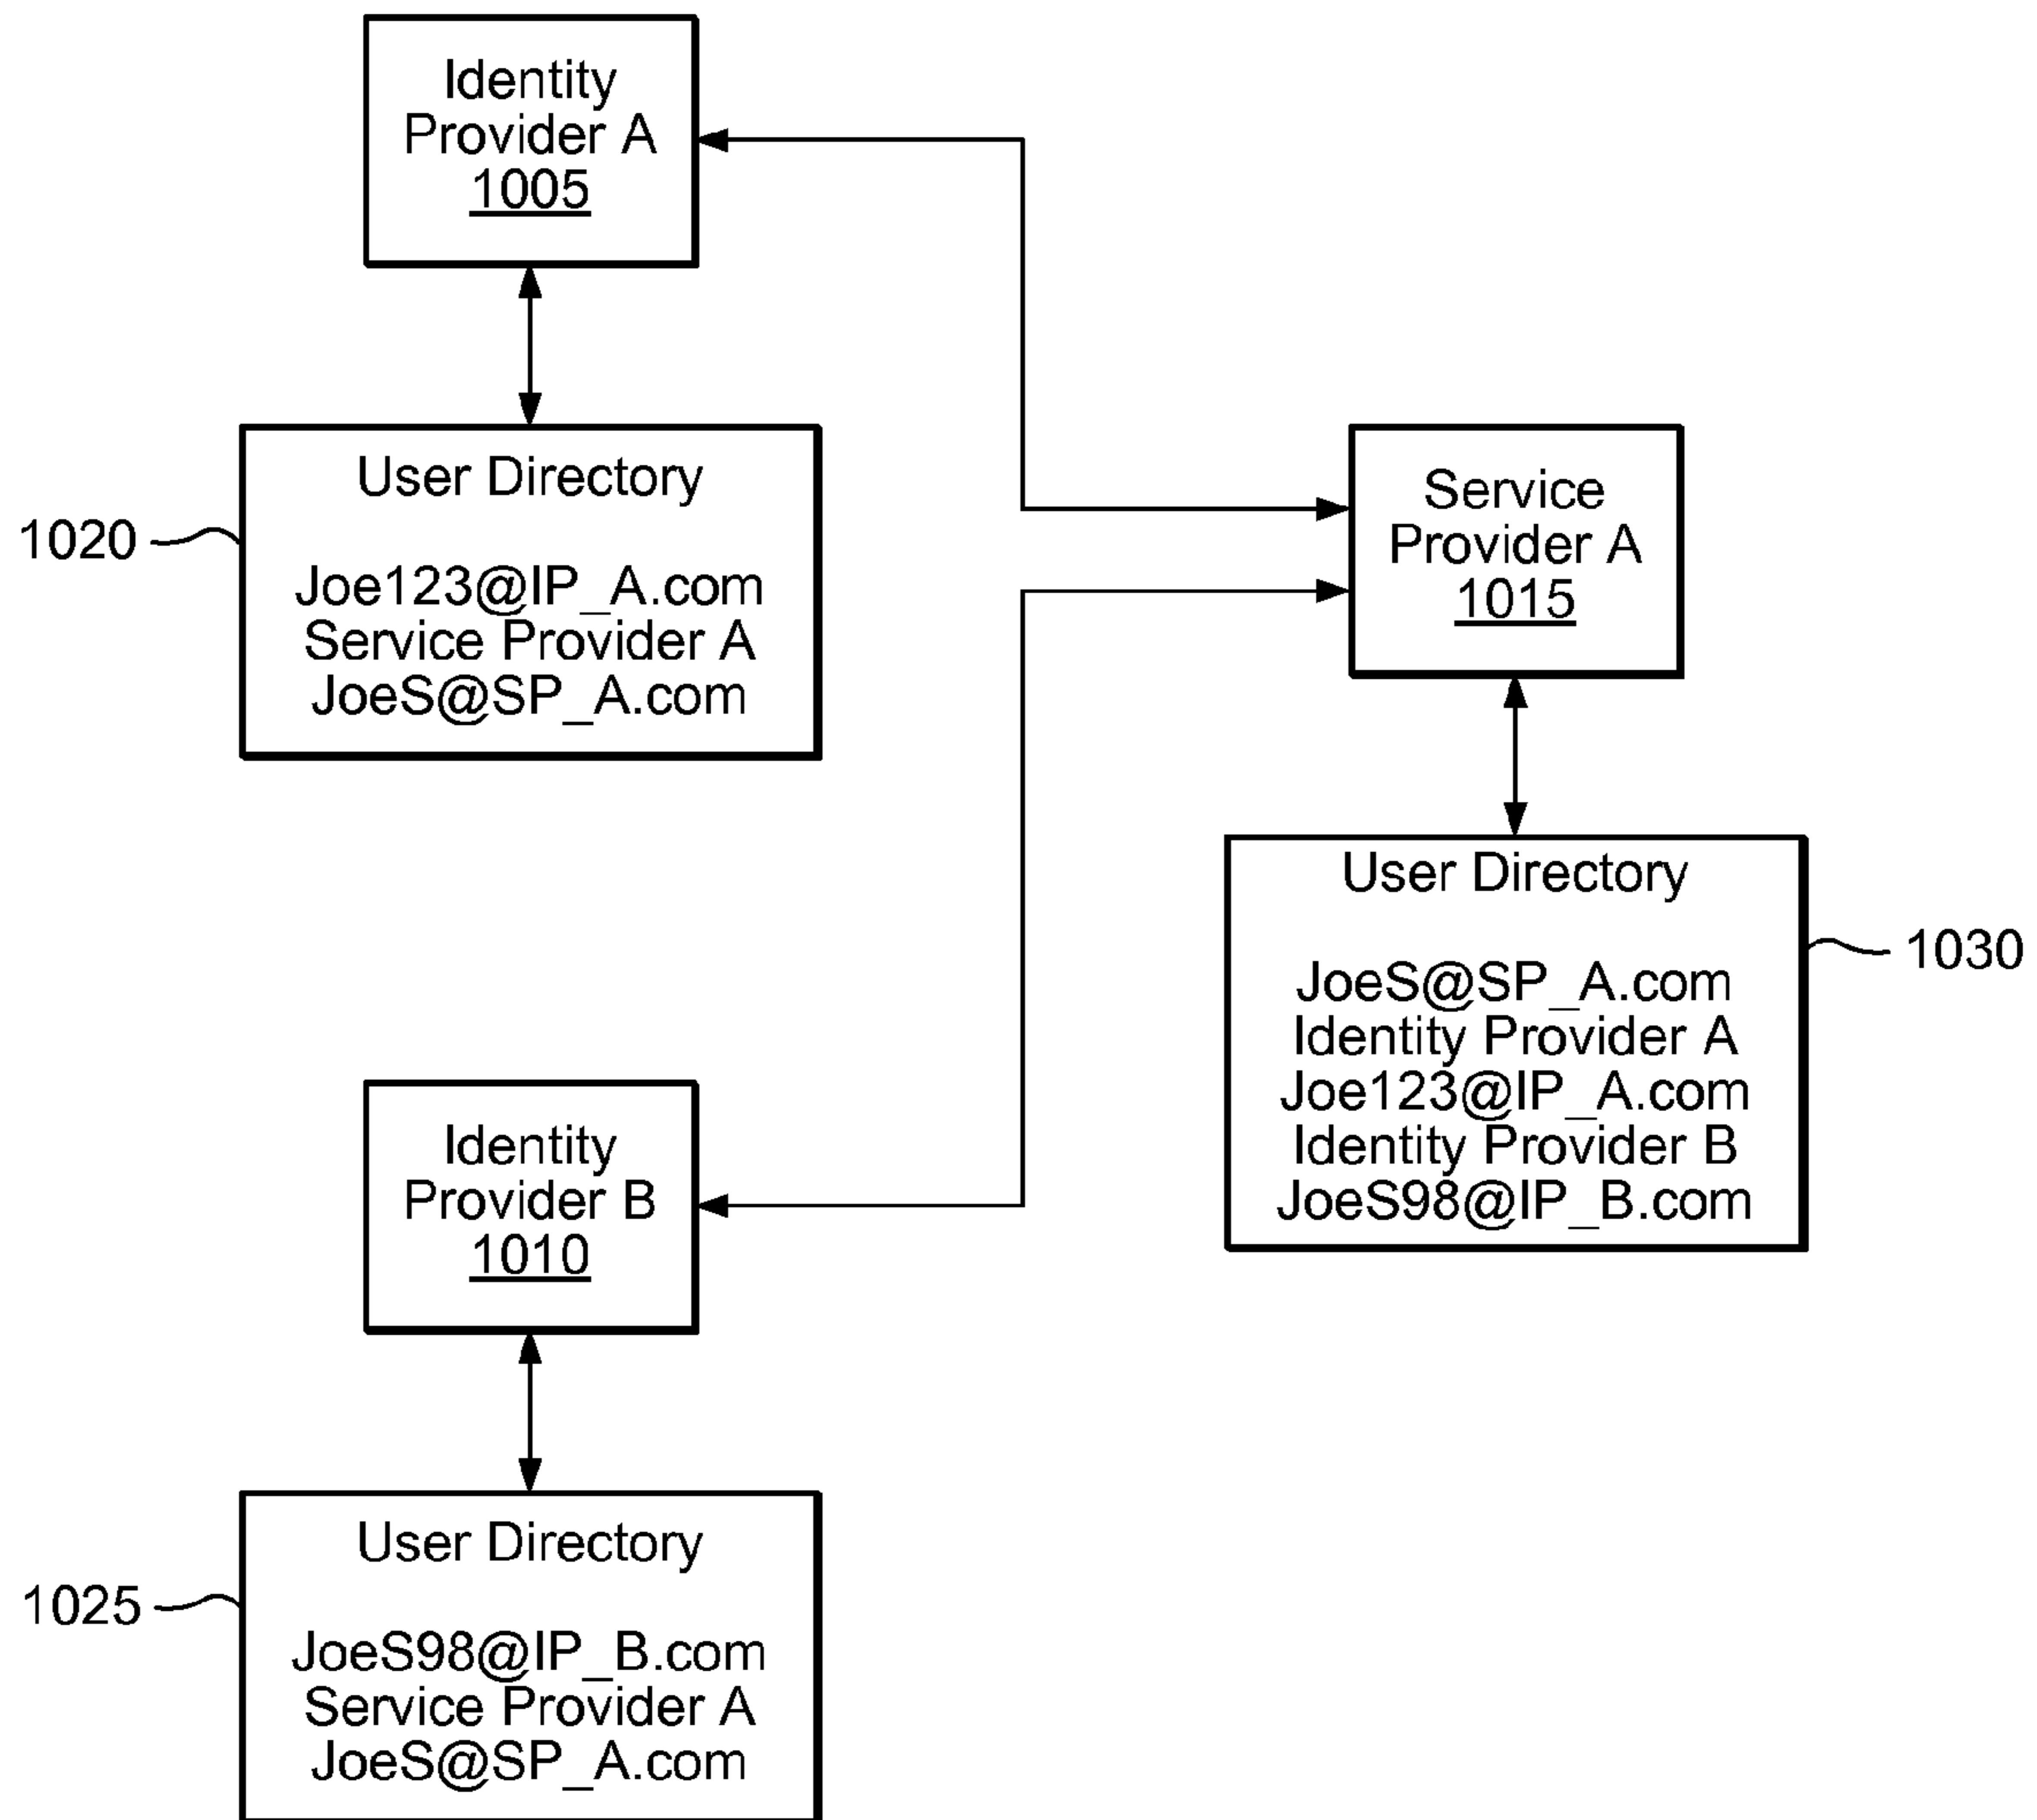 Identity
Provider A
1005
User Directory
1020
Joe123@IP_A.com
Service Provider A
JoeS@SP_A.com
Service
Provider A
1015
User Directory
1030
JoeS@SP_A.com
Identity Provider A
Joe123@IP_A.com
Identity Provider B
JoeS98@IP_B.com
Identity
Provider B
1010
User Directory
1025
JoeS98@IP_B.com
Service Provider A
JoeS@SP_A.com